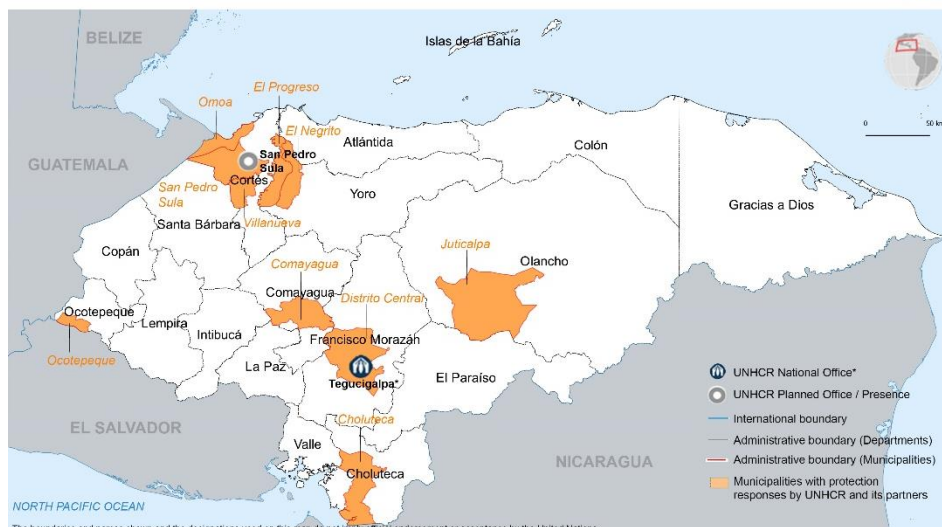 BELIZE
Islas de la Bahía
El Progreso
Omoa
El Negrito
Atlántida
Colón
0
50 k
GUATEMALA
San Pedro
Sula
Cortés
San Pedro
Sula
Yoro
Gracias a Dios
Santa Bárbara
Villanueva
Copán
Juticalpa
Olancho
Comayagua
Comayagua
Distrito Central
Ocotepeque
Lempira
Intibucá
Francisco Morazán
Ocotepeque
La Paz
Tegucigalpa*
El Paraíso
UNHCR National Office*
UNHCR Planned Office / Presence
Choluteca
International boundary
EL SALVADOR
Valle
Administrative boundary (Departments)
NICARAGUA
Administrative boundary (Municipalities)
Choluteca
Municipalities with protection
responses by UNHCR and its partners
NORTH PACIFIC OCEAN